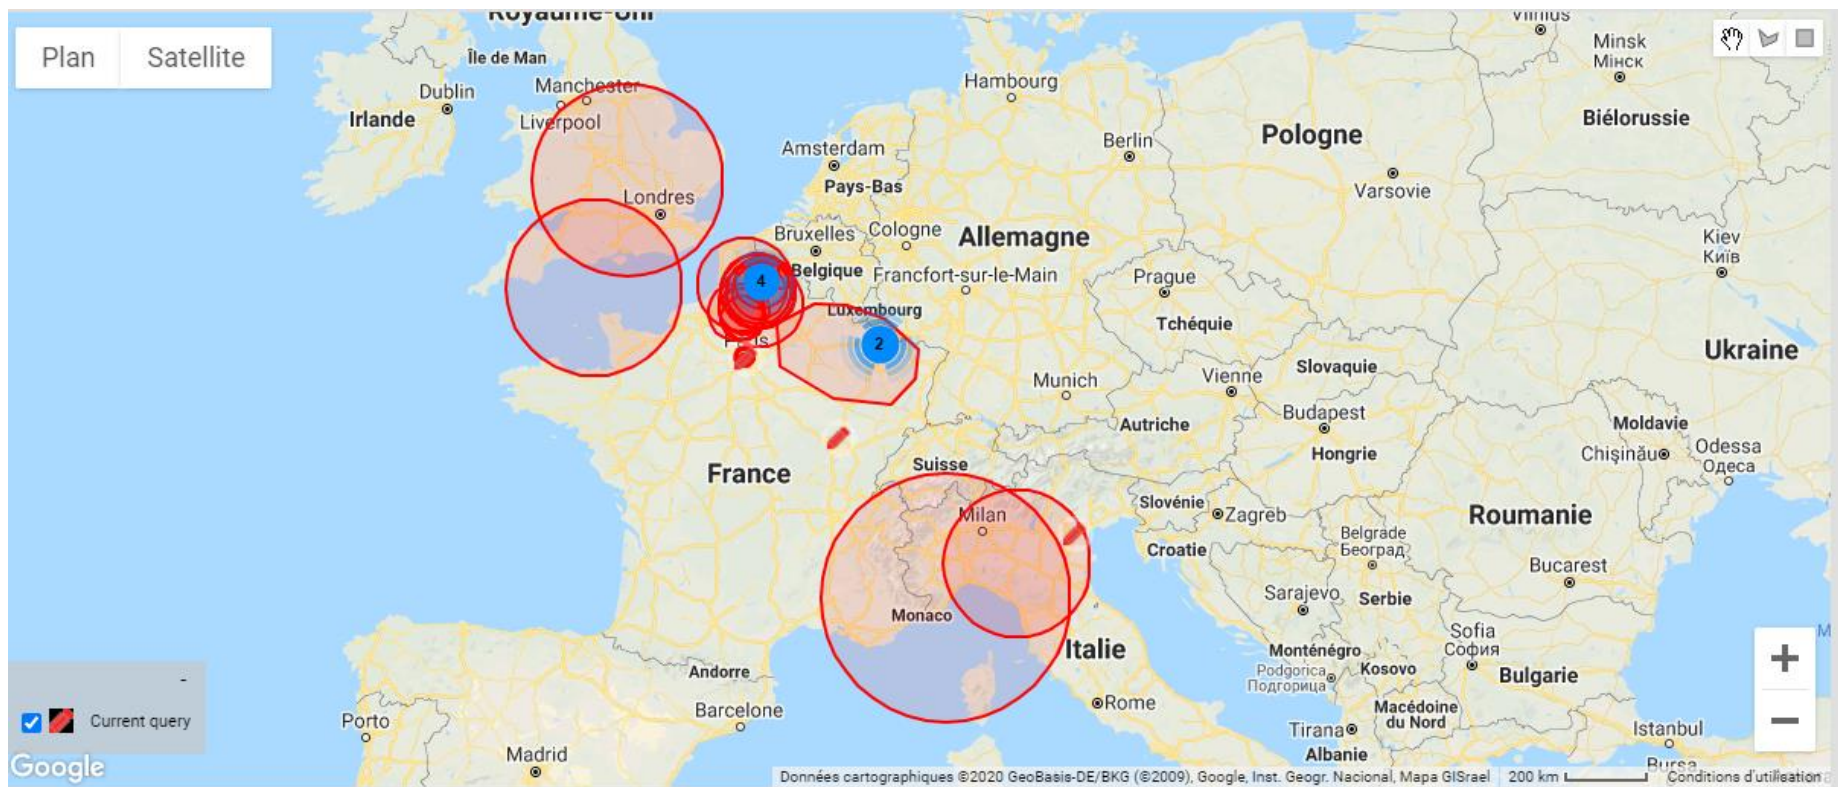 Royaume-Uni
Vilnius
Plan
Satellite
Île de Man
Minsk
Мінск
Hambourg
Manchester
Dublin
Irlande
Liverpool
Biélorussie
Pologne
Berlin
Amsterdam
Pays-Bas
Varsovie
Londres
Bruxelles
Cologne
Allemagne
Kiev
Київ
Belgique
Francfort-sur-le-Main
Prague
4
Luxembourg
Tchéquie
2
Ukraine
Slovaquie
Munich
Vienne
Budapest
Autriche
Moldavie
Hongrie
Chișinău
Odessa
Одеса
Suisse
France
Slovénie
Zagreb
Milan
Roumanie
Belgrade
Београд
Croatie
Bucarest
Sarajevo
Serbie
Monaco
Italie
Sofia
София
Monténégro
Podgorica
Подгорица
Kosovo
Bulgarie
Andorre
-
Current query
Porto
Barcelone
Rome
Macédoine
du Nord
Tirana
Albanie
Istanbul
Madrid
Bursa
Google
Données cartographiques ©2020 GeoBasis-DE/BKG (©2009), Google, Inst. Geogr. Nacional, Mapa GISrael
200 km
Conditions d'utilisation